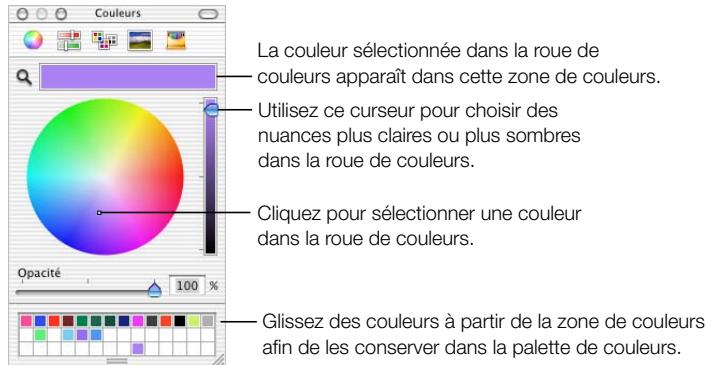 Couleurs
La couleur sélectionnée dans la roue de
couleurs apparaît dans cette zone de couleurs.
Utilisez ce curseur pour choisir des
nuances plus claires ou plus sombres
dans la roue de couleurs.
Cliquez pour sélectionner une couleur
dans la roue de couleurs.
Opacité
100 %
Glissez des couleurs à partir de la zone de couleurs
afin de les conserver dans la palette de couleurs.